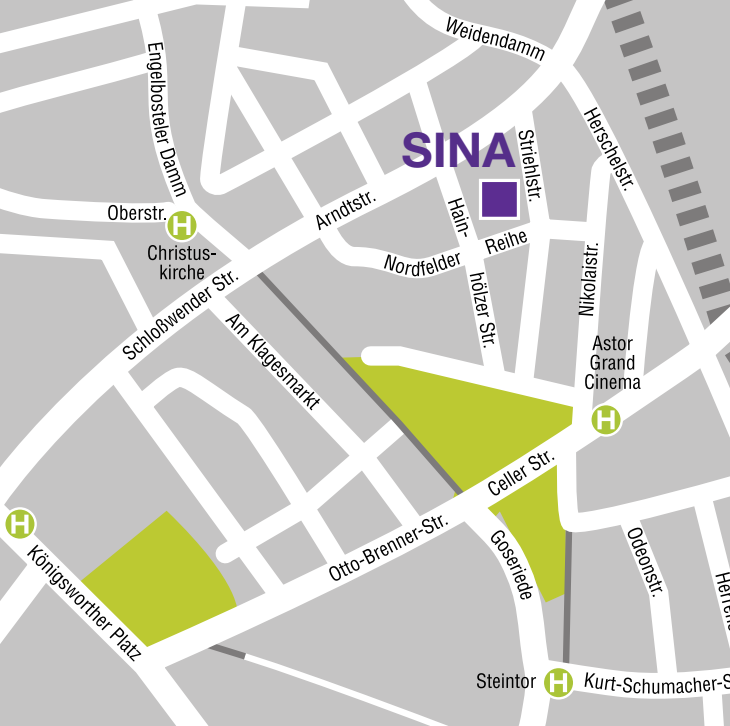 Weidendamm
Engelbosteler Damm
Herschelstr.
SINA
Striehlstr.
Oberstr.
H
Arndtstr.
Hain-
hölzer Str.
Christus-
kirche
Nordfelder
Reihe
Nikolaistr.
Schloßwender Str.
Am Klagesmarkt
Astor
Grand
Cinema
H
Celler Str.
H
Otto-Brenner-Str.
Goseriede
Odeonstr.
Königsworther Platz
Steintor
H
Kurt-Schumacher-S